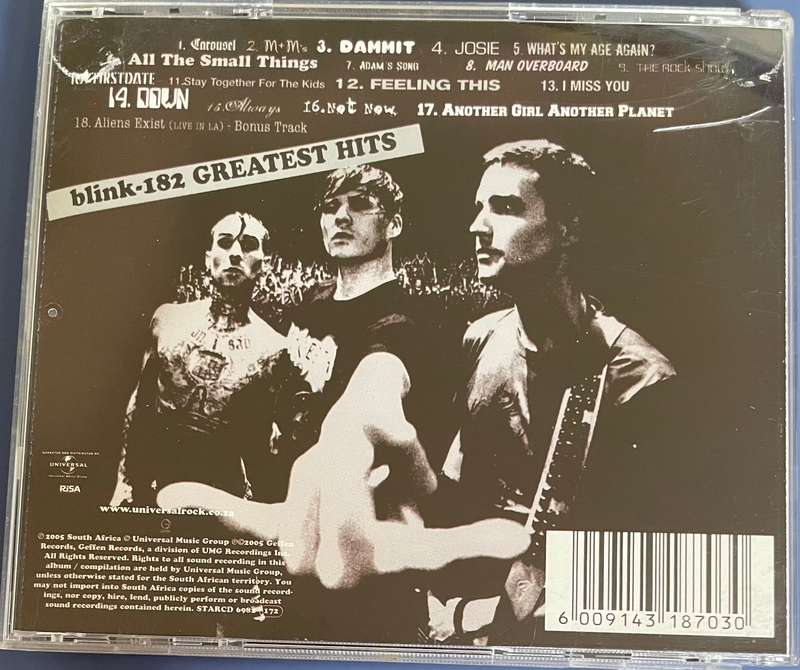 1. Carousel 2. M+M's 3. DAMMIT 4. JOSIE 5. WHAT'S MY AGE AGAIN?
6. All The Small Things 7. ADAM'S SONG 8. MAN OVERBOARD 9. THE ROCK SHOW
10. FIRST DATE 11. Stay Together For The Kids 12. FEELING THIS 13. I MISS YOU
14. DOWN 15. Always 16. NOT NOW 17. ANOTHER GIRL ANOTHER PLANET
18. Aliens Exist (LIVE IN LA) - Bonus Track
blink-182 GREATEST HITS
UNIVERSAL
RiSA
www.universalrock.co.za
℗2005 South Africa © Universal Music Group ℗©2005 Geffen
Records, Geffen Records, a division of UMG Recordings Inc.
All Rights Reserved. Rights to all sound recording in this
album / compilation are held by Universal Music Group,
unless otherwise stated for the South African territory. You
may not import into South Africa copies of the sound record-
ings, nor copy, hire, lend, publicly perform or broadcast
sound recordings contained herein. STARCD
6 009143 187030